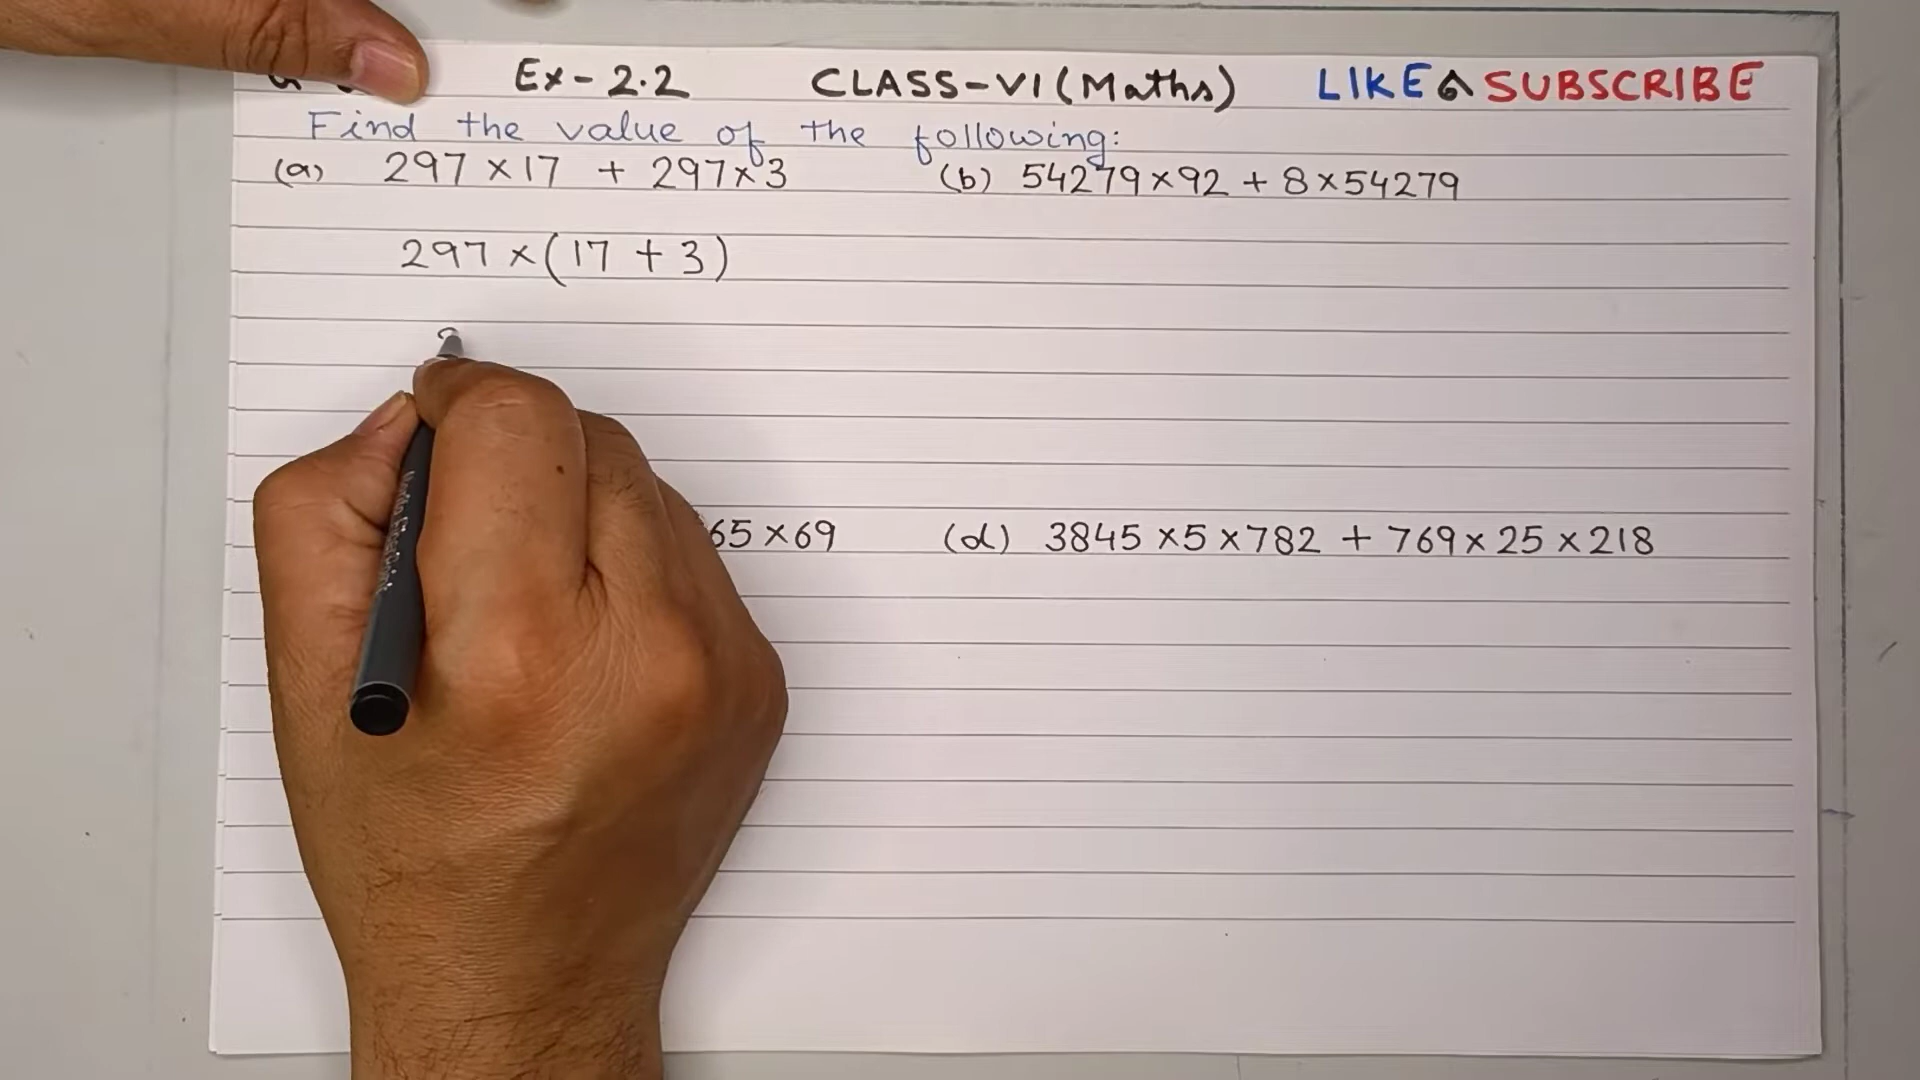 Ex - 2.2 CLASS-VI (Maths) LIKE & SUBSCRIBE
Find the value of the following:
(a) 297 × 17 + 297 × 3 (b) 54279 × 92 + 8 × 54279
297 × (17 + 3)
65 × 69 (d) 3845 × 5 × 782 + 769 × 25 × 218